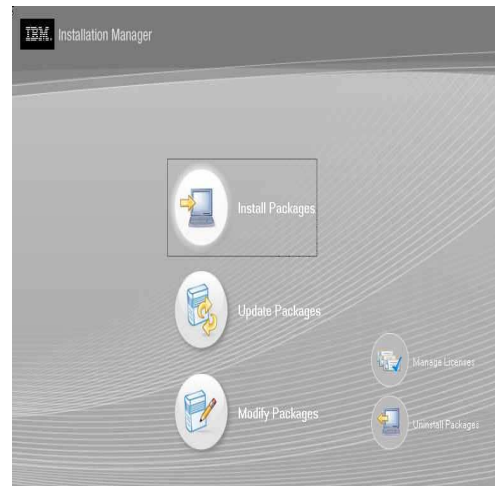 IBM. Installation Manager
Install Packages
Update Packages
Manage Licenses
Modify Packages
Uninstall Packages